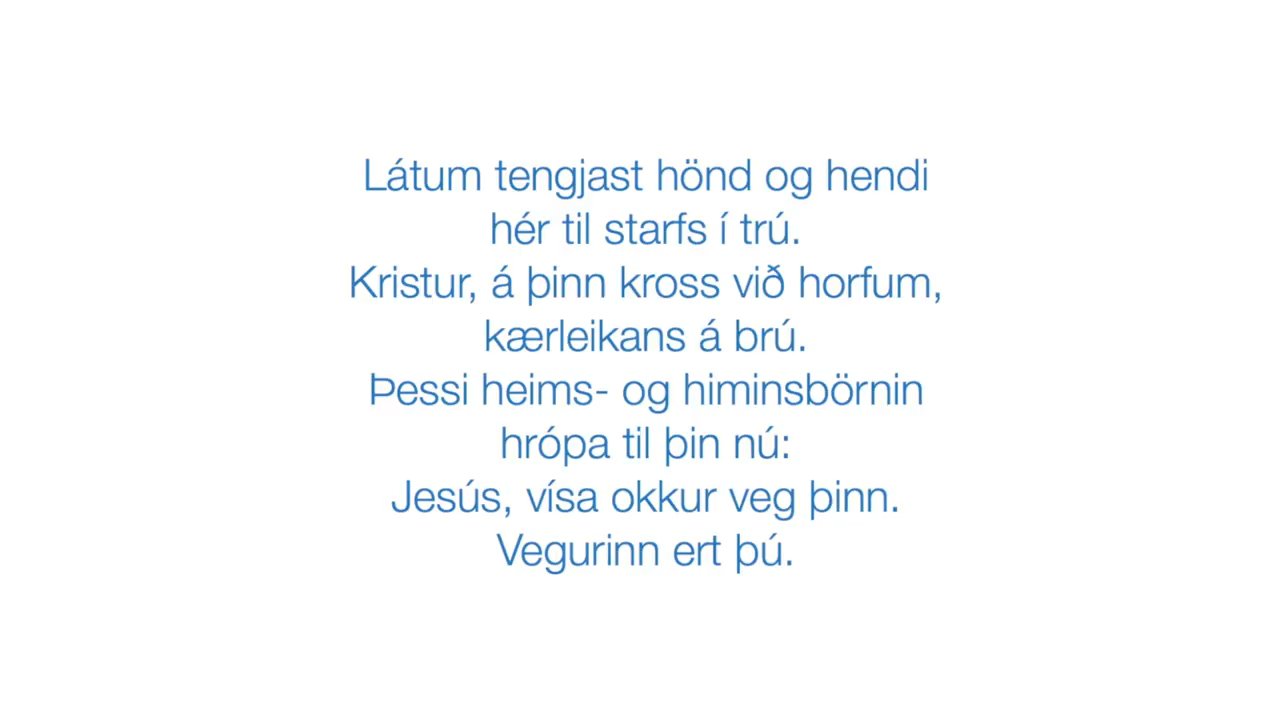 Látum tengjast hönd og hendi
hér til starfs í trú.
Kristur, á þinn kross við horfum,
kærleikans á brú.
Þessi heims- og himinsbörnin
hrópa til þin nú:
Jesús, vísa okkur veg þinn.
Vegurinn ert þú.